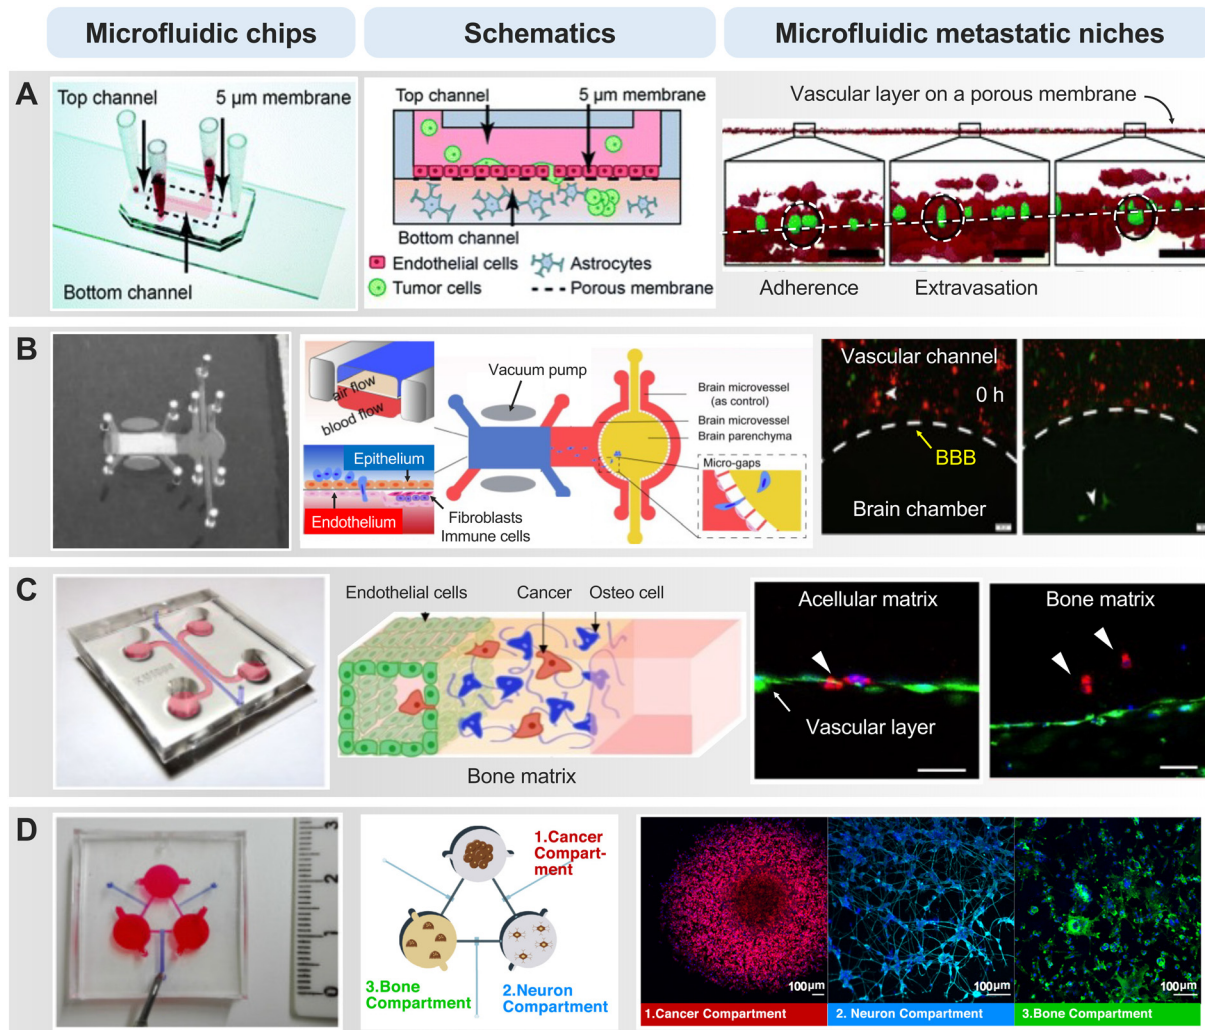 Microfluidic chips
Schematics
Microfluidic metastatic niches
A
Top channel
5 µm membrane
Bottom channel
Top channel
5 µm membrane
Bottom channel
Endothelial cells
Astrocytes
Tumor cells
Porous membrane
Vascular layer on a porous membrane
Adherence
Extravasation
B
air flow
blood flow
Vacuum pump
Epithelium
Endothelium
Fibroblasts
Immune cells
Brain microvessel
(as control)
Brain microvessel
Brain parenchyma
Micro-gaps
Vascular channel
0 h
BBB
Brain chamber
C
Endothelial cells
Cancer
Osteo cell
Bone matrix
Acellular matrix
Vascular layer
Bone matrix
D
3
2
1
0
1.Cancer
Compart-
ment
3.Bone
Compartment
2.Neuron
Compartment
100µm
100µm
100µm
1.Cancer Compartment
2. Neuron Compartment
3.Bone Compartment